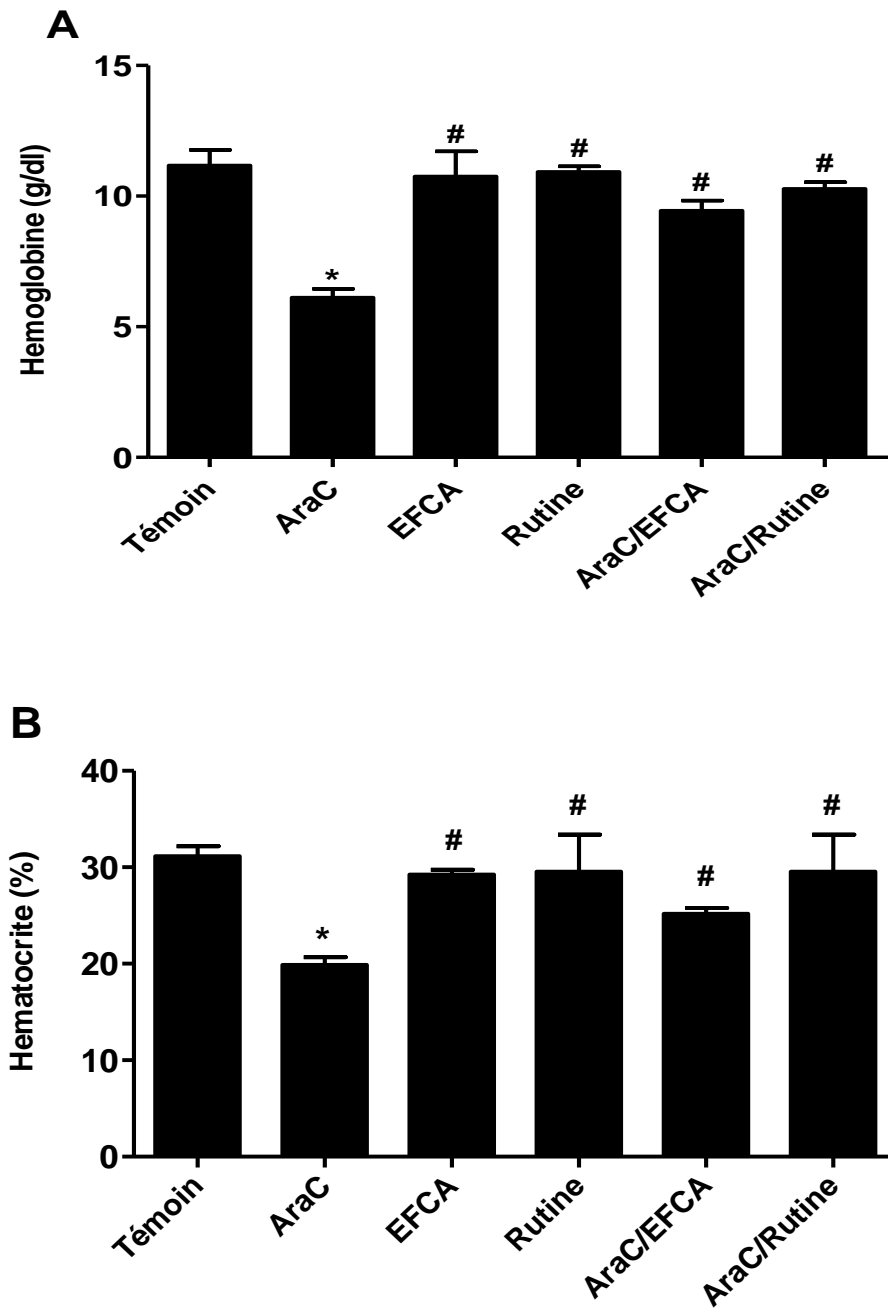 A
Hemoglobine (g/dl)
15
10
5
0
*
#
#
#
#
Témoin
AraC
EFCA
Rutine
AraC/EFCA
AraC/Rutine
B
Hematocrite (%)
40
30
20
10
0
*
#
#
#
#
Témoin
AraC
EFCA
Rutine
AraC/EFCA
AraC/Rutine